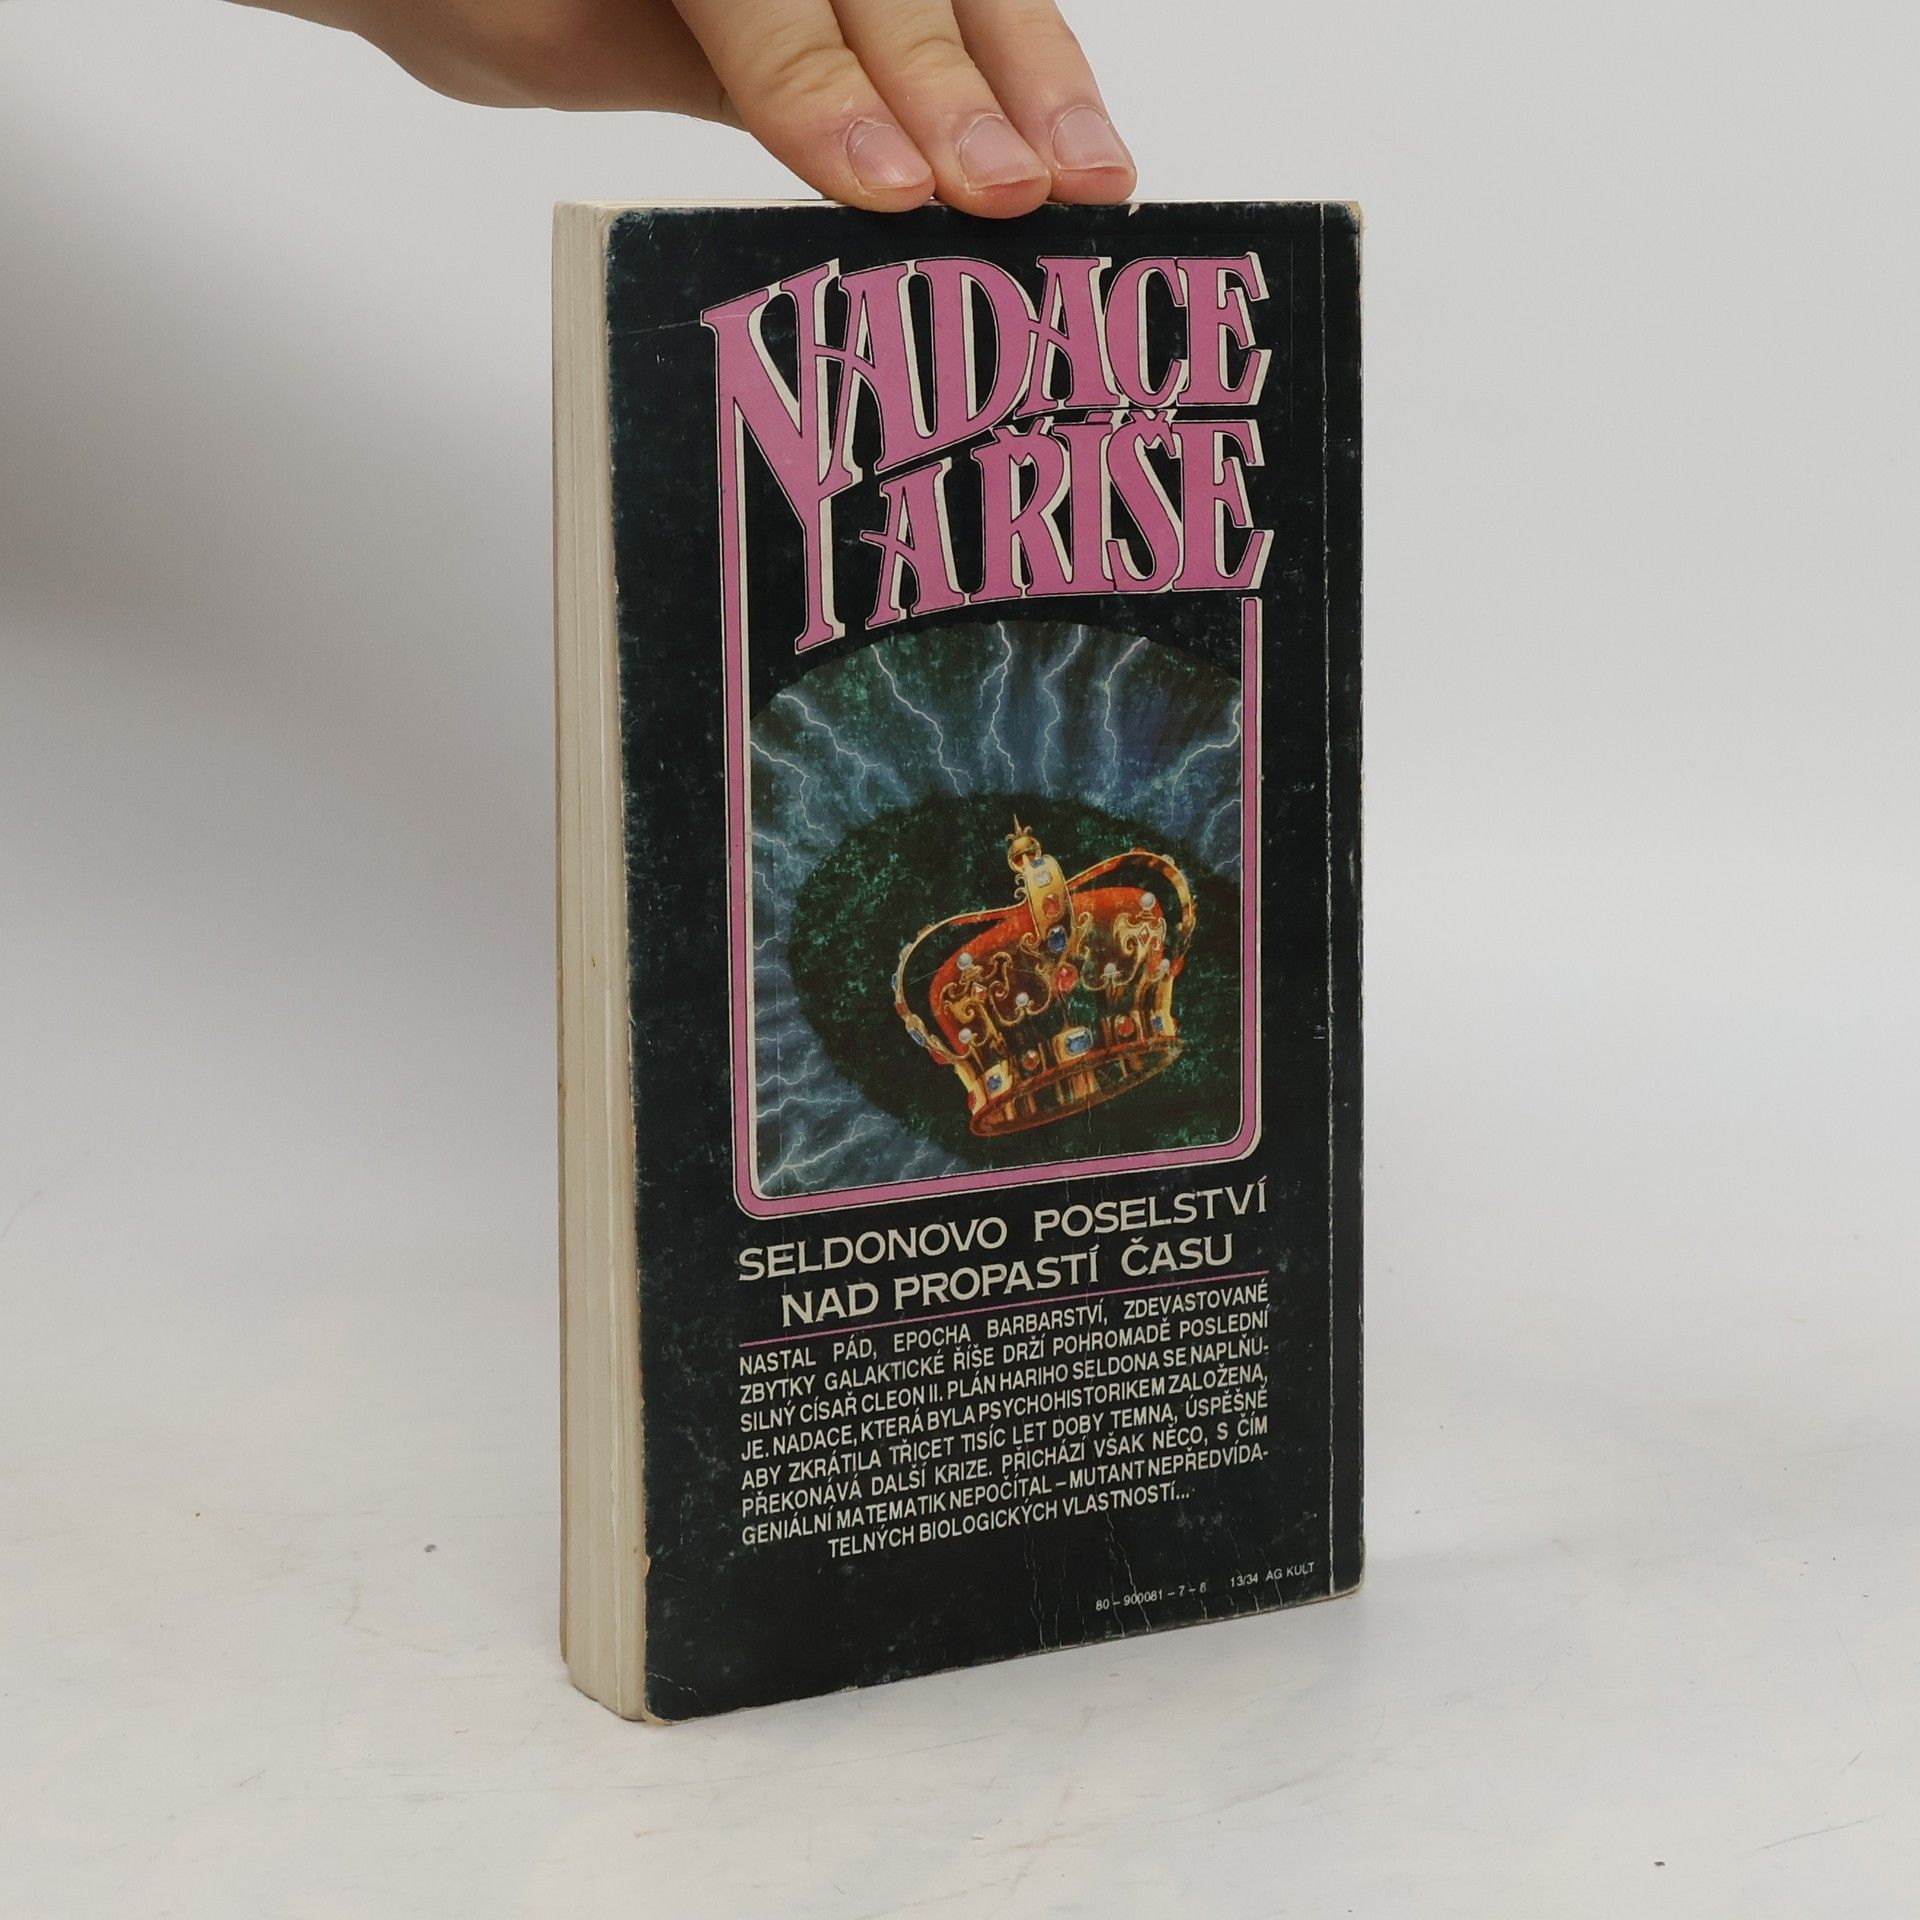 NADACE
A ŘÍŠE
SELDONOVO POSELSTVÍ
NAD PROPASTÍ ČASU
NASTAL PÁD, EPOCHA BARBARSTVÍ, ZDEVASTOVANÉ
ZBYTKY GALAKTICKÉ ŘÍŠE DRŽÍ POHROMADĚ POSLEDNÍ
SILNÝ CÍSAŘ CLEON II. PLÁN HARIHO SELDONA SE NAPLŇU-
JE. NADACE, KTERÁ BYLA PSYCHOHISTORIKEM ZALOŽENA,
ABY ZKRÁTILA TŘICET TISÍC LET DOBY TEMNA, ÚSPĚŠNĚ
PŘEKONÁVÁ DALŠÍ KRIZE. PŘICHÁZÍ VŠAK NĚCO, S ČÍM
GENIÁLNÍ MATEMATIK NEPOČÍTAL – MUTANT NEPŘEDVÍDA-
TELNÝCH BIOLOGICKÝCH VLASTNOSTÍ...
80 – 900081 – 7 – 8 13/34 AG KULT